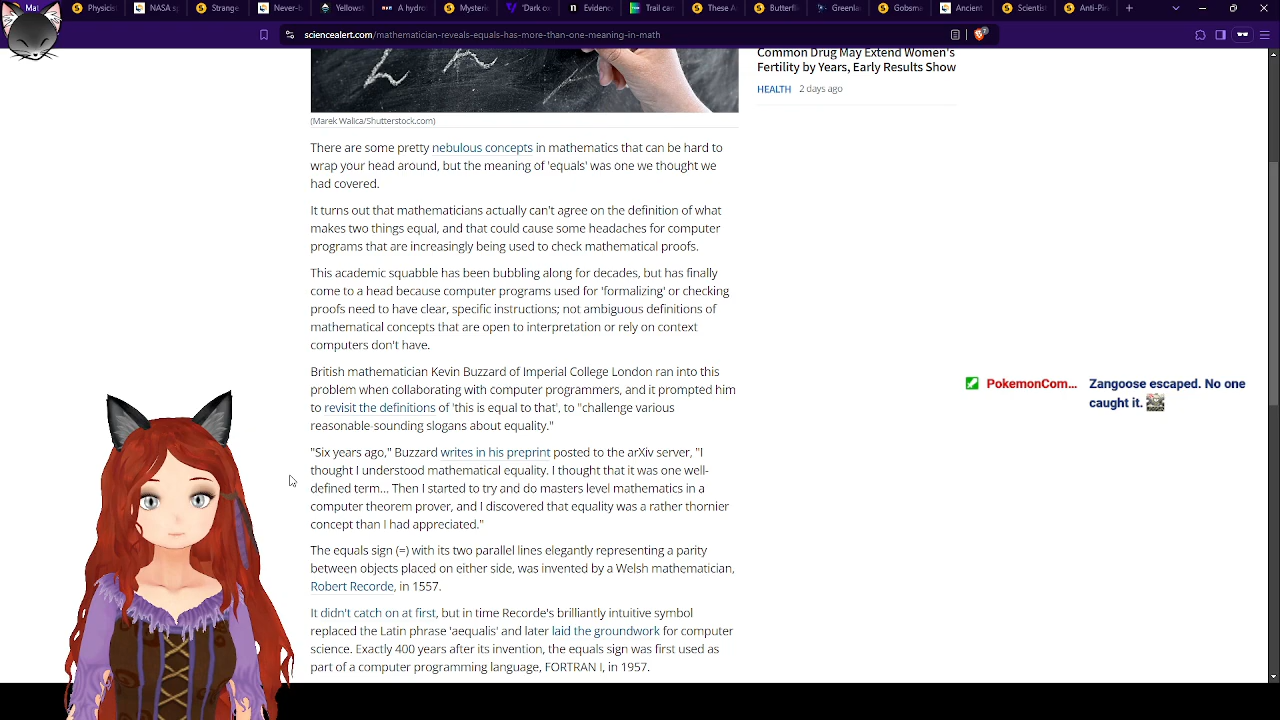 Mat
Physicist
NASA s
Strange
Never-b
Yellowst
A hydro
Mysteri
'Dark ox
Evidenc
Trail can
These A
Butterfl
Greenla
Gobsma
Ancient
Scientist
Anti-Pin
sciencealert.com/mathematician-reveals-equals-has-more-than-one-meaning-in-math
Common Drug May Extend Women's
Fertility by Years, Early Results Show
HEALTH 2 days ago
(Marek Walica/Shutterstock.com)
There are some pretty nebulous concepts in mathematics that can be hard to
wrap your head around, but the meaning of 'equals' was one we thought we
had covered.
It turns out that mathematicians actually can't agree on the definition of what
makes two things equal, and that could cause some headaches for computer
programs that are increasingly being used to check mathematical proofs.
This academic squabble has been bubbling along for decades, but has finally
come to a head because computer programs used for 'formalizing' or checking
proofs need to have clear, specific instructions; not ambiguous definitions of
mathematical concepts that are open to interpretation or rely on context
computers don't have.
British mathematician Kevin Buzzard of Imperial College London ran into this
problem when collaborating with computer programmers, and it prompted him
to revisit the definitions of 'this is equal to that', to "challenge various
reasonable-sounding slogans about equality."
"Six years ago," Buzzard writes in his preprint posted to the arXiv server, "I
thought I understood mathematical equality. I thought that it was one well-
defined term... Then I started to try and do masters level mathematics in a
computer theorem prover, and I discovered that equality was a rather thornier
concept than I had appreciated."
The equals sign (=) with its two parallel lines elegantly representing a parity
between objects placed on either side, was invented by a Welsh mathematician,
Robert Recorde, in 1557.
It didn't catch on at first, but in time Recorde's brilliantly intuitive symbol
replaced the Latin phrase 'aequalis' and later laid the groundwork for computer
science. Exactly 400 years after its invention, the equals sign was first used as
part of a computer programming language, FORTRAN I, in 1957.
PokemonCom... Zangoose escaped. No one
caught it.